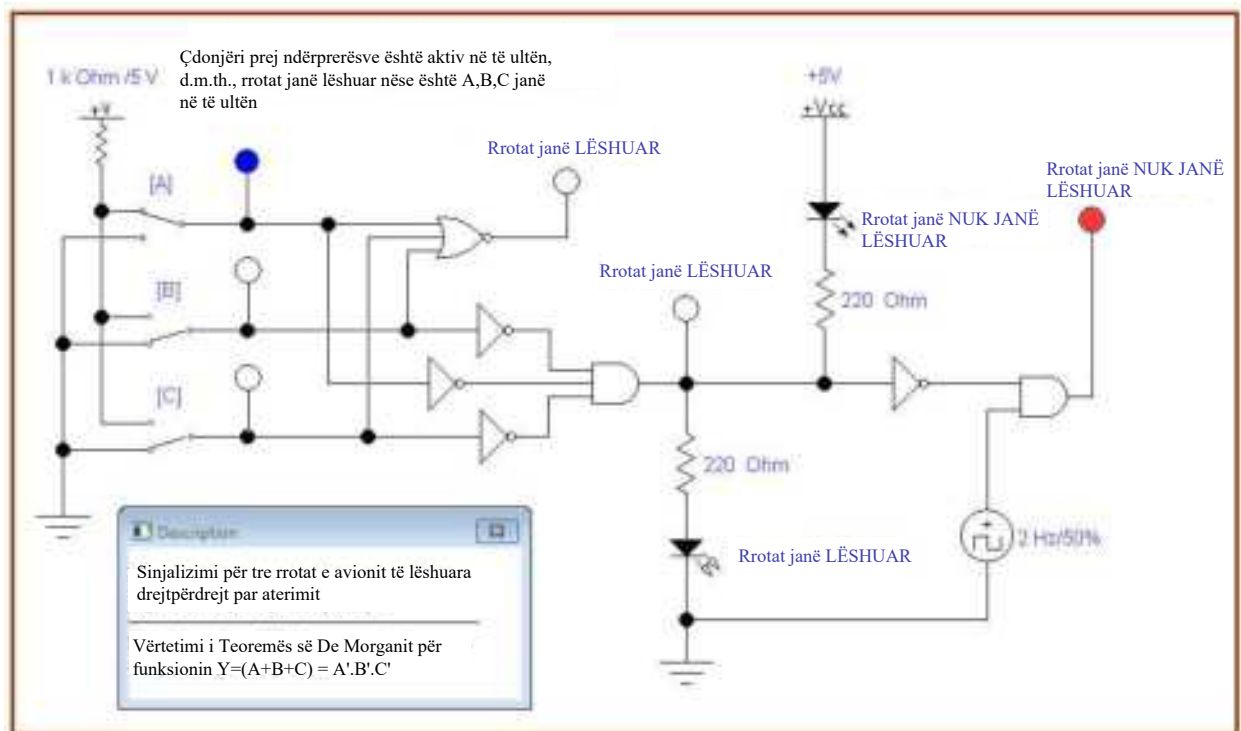 Çdonjëri prej ndërprerësve është aktiv në të ultën,
d.m.th., rrotat janë lëshuar nëse është A,B,C janë
në të ultën
1 k Ohm /5 V
+V
[A]
[B]
[C]
Rrotat janë LËSHUAR
Rrotat janë LËSHUAR
+5V
+Vcc
Rrotat janë NUK JANË
LËSHUAR
220 Ohm
Rrotat janë NUK JANË
LËSHUAR
220 Ohm
Rrotat janë LËSHUAR
2 Hz/50%
Description
Sinjalizimi për tre rrotat e avionit të lëshuara
drejtpërdrejt par aterimit
Vërtetimi i Teoremës së De Morganit për
funksionin Y=(A+B+C) = A'.B'.C'